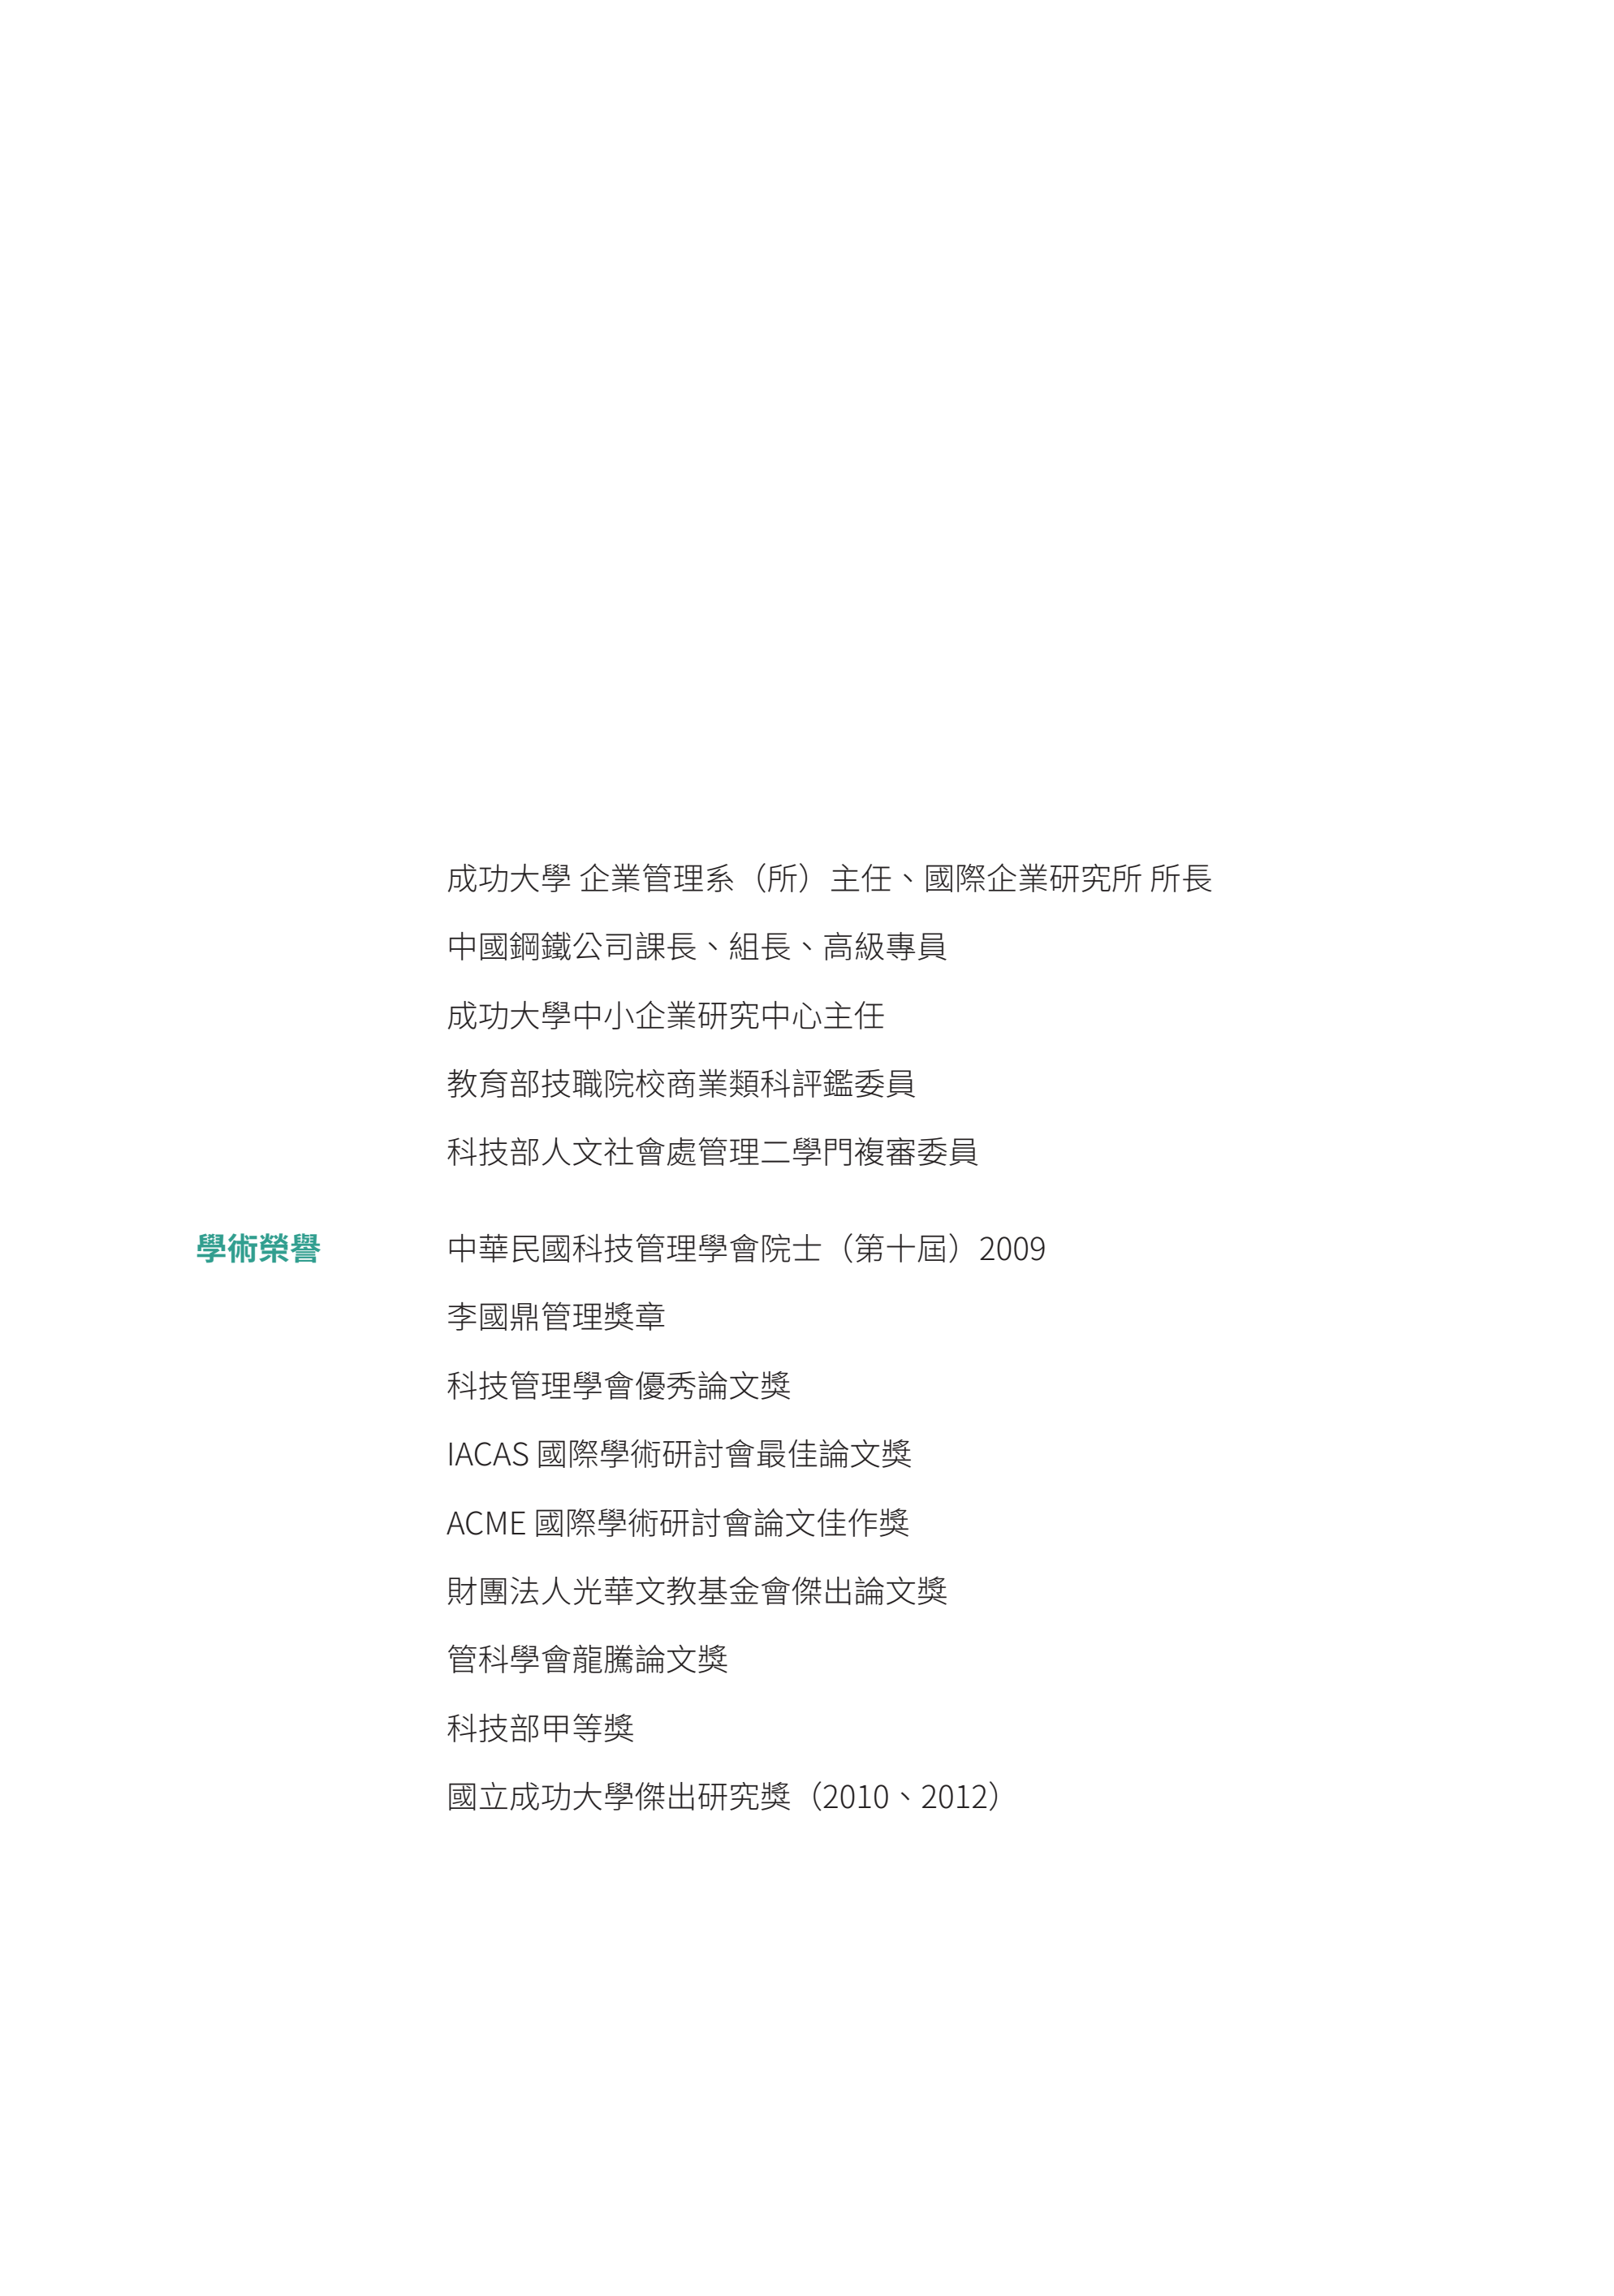 成功大學 企業管理系（所）主任、國際企業研究所 所長
中國鋼鐵公司課長、組長、高級專員
成功大學中小企業研究中心主任
教育部技職院校商業類科評鑑委員
科技部人文社會處管理二學門複審委員
學術榮譽 中華民國科技管理學會院士（第十屆）2009
李國鼎管理獎章
科技管理學會優秀論文獎
IACAS 國際學術研討會最佳論文獎
ACME 國際學術研討會論文佳作獎
財團法人光華文教基金會傑出論文獎
管科學會龍騰論文獎
科技部甲等獎
國立成功大學傑出研究獎（2010、2012）